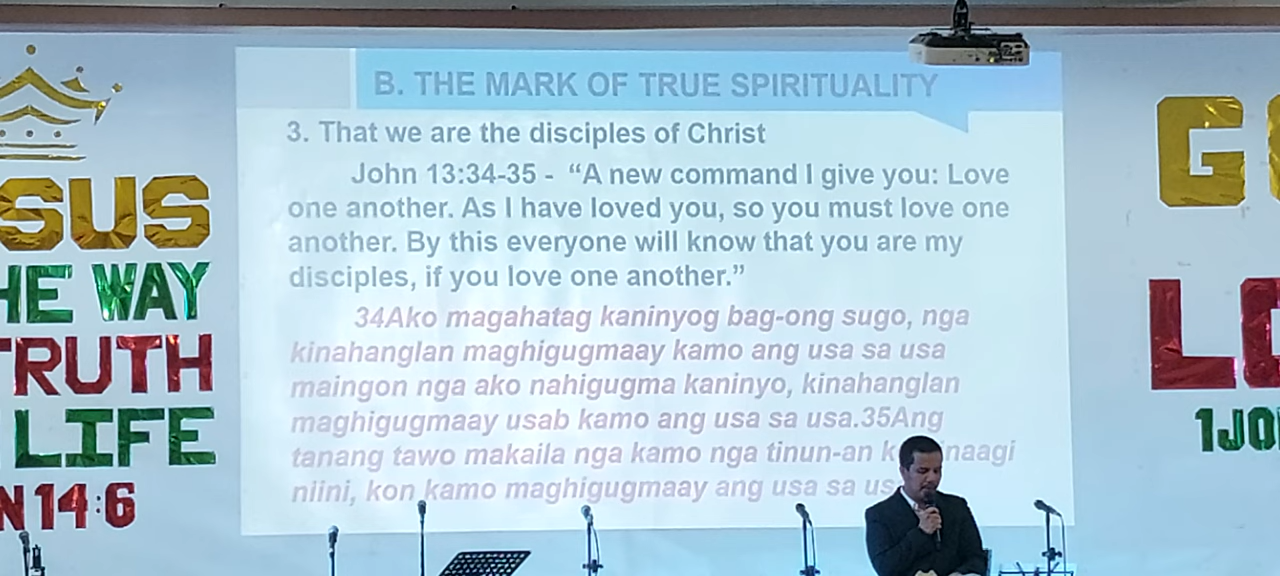 B. THE MARK OF TRUE SPIRITUALITY
3. That we are the disciples of Christ
John 13:34-35 - “A new command I give you: Love
one another. As I have loved you, so you must love one
another. By this everyone will know that you are my
disciples, if you love one another.”
34Ako magahatag kaninyog bag-ong sugo, nga
kinahanglan maghigugmaay kamo ang usa sa usa
maingon nga ako nahigugma kaninyo, kinahanglan
maghigugmaay usab kamo ang usa sa usa.35Ang
tanang tawo makaila nga kamo nga tinun-an
niini, kon kamo maghigugmaay ang usa sa
WAY
TRUTH
LIFE
14:6